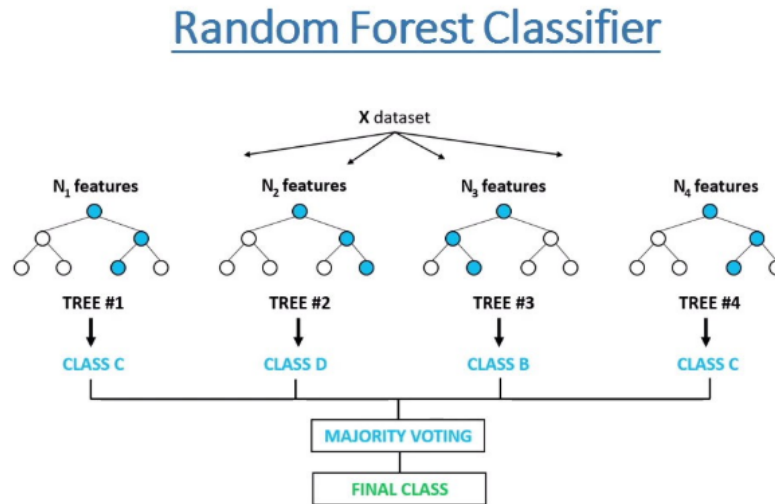 Random Forest Classifier
X dataset
N₁ features
N₂ features
N₃ features
N₄ features
TREE #1
TREE #2
TREE #3
TREE #4
CLASS C
CLASS D
CLASS B
CLASS C
MAJORITY VOTING
FINAL CLASS